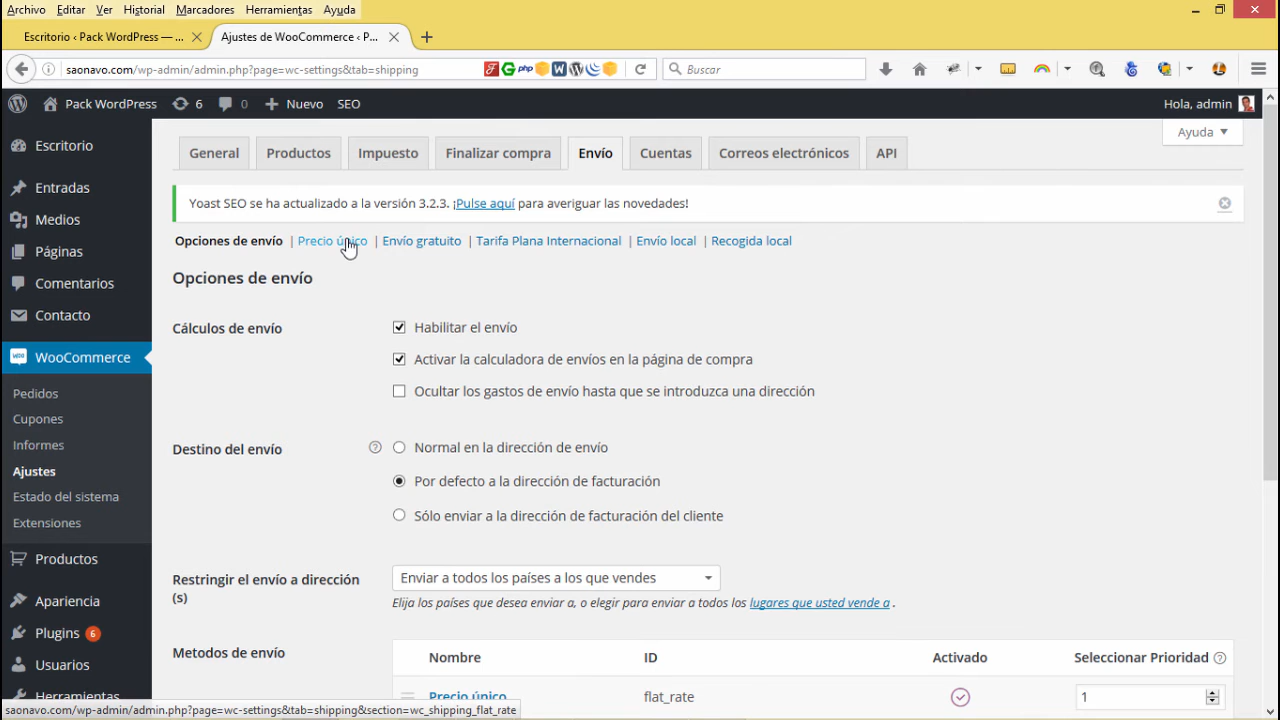 Archivo Editar Ver Historial Marcadores Herramientas Ayuda
Escritorio ‹ Pack WordPress — ... Ajustes de WooCommerce ‹ P...
saonavo.com/wp-admin/admin.php?page=wc-settings&tab=shipping php W Buscar
Pack WordPress 6 0 Nuevo SEO Hola, admin
Ayuda
Escritorio
Entradas
Medios
Páginas
Comentarios
Contacto
WooCommerce
Pedidos
Cupones
Informes
Ajustes
Estado del sistema
Extensiones
Productos
Apariencia
Plugins 6
Usuarios
Herramientas
General Productos Impuesto Finalizar compra Envío Cuentas Correos electrónicos API
Yoast SEO se ha actualizado a la versión 3.2.3. ¡Pulse aquí para averiguar las novedades!
Opciones de envío | Precio único | Envío gratuito | Tarifa Plana Internacional | Envío local | Recogida local
Opciones de envío
Cálculos de envío
Habilitar el envío
Activar la calculadora de envíos en la página de compra
Ocultar los gastos de envío hasta que se introduzca una dirección
Destino del envío ?
Normal en la dirección de envío
Por defecto a la dirección de facturación
Sólo enviar a la dirección de facturación del cliente
Restringir el envío a dirección
(s)
Enviar a todos los países a los que vendes
Elija los países que desea enviar a, o elegir para enviar a todos los lugares que usted vende a .
Metodos de envío
Nombre ID Activado Seleccionar Prioridad ?
Precio único flat_rate 1
saonavo.com/wp-admin/admin.php?page=wc-settings&tab=shipping&section=wc_shipping_flat_rate